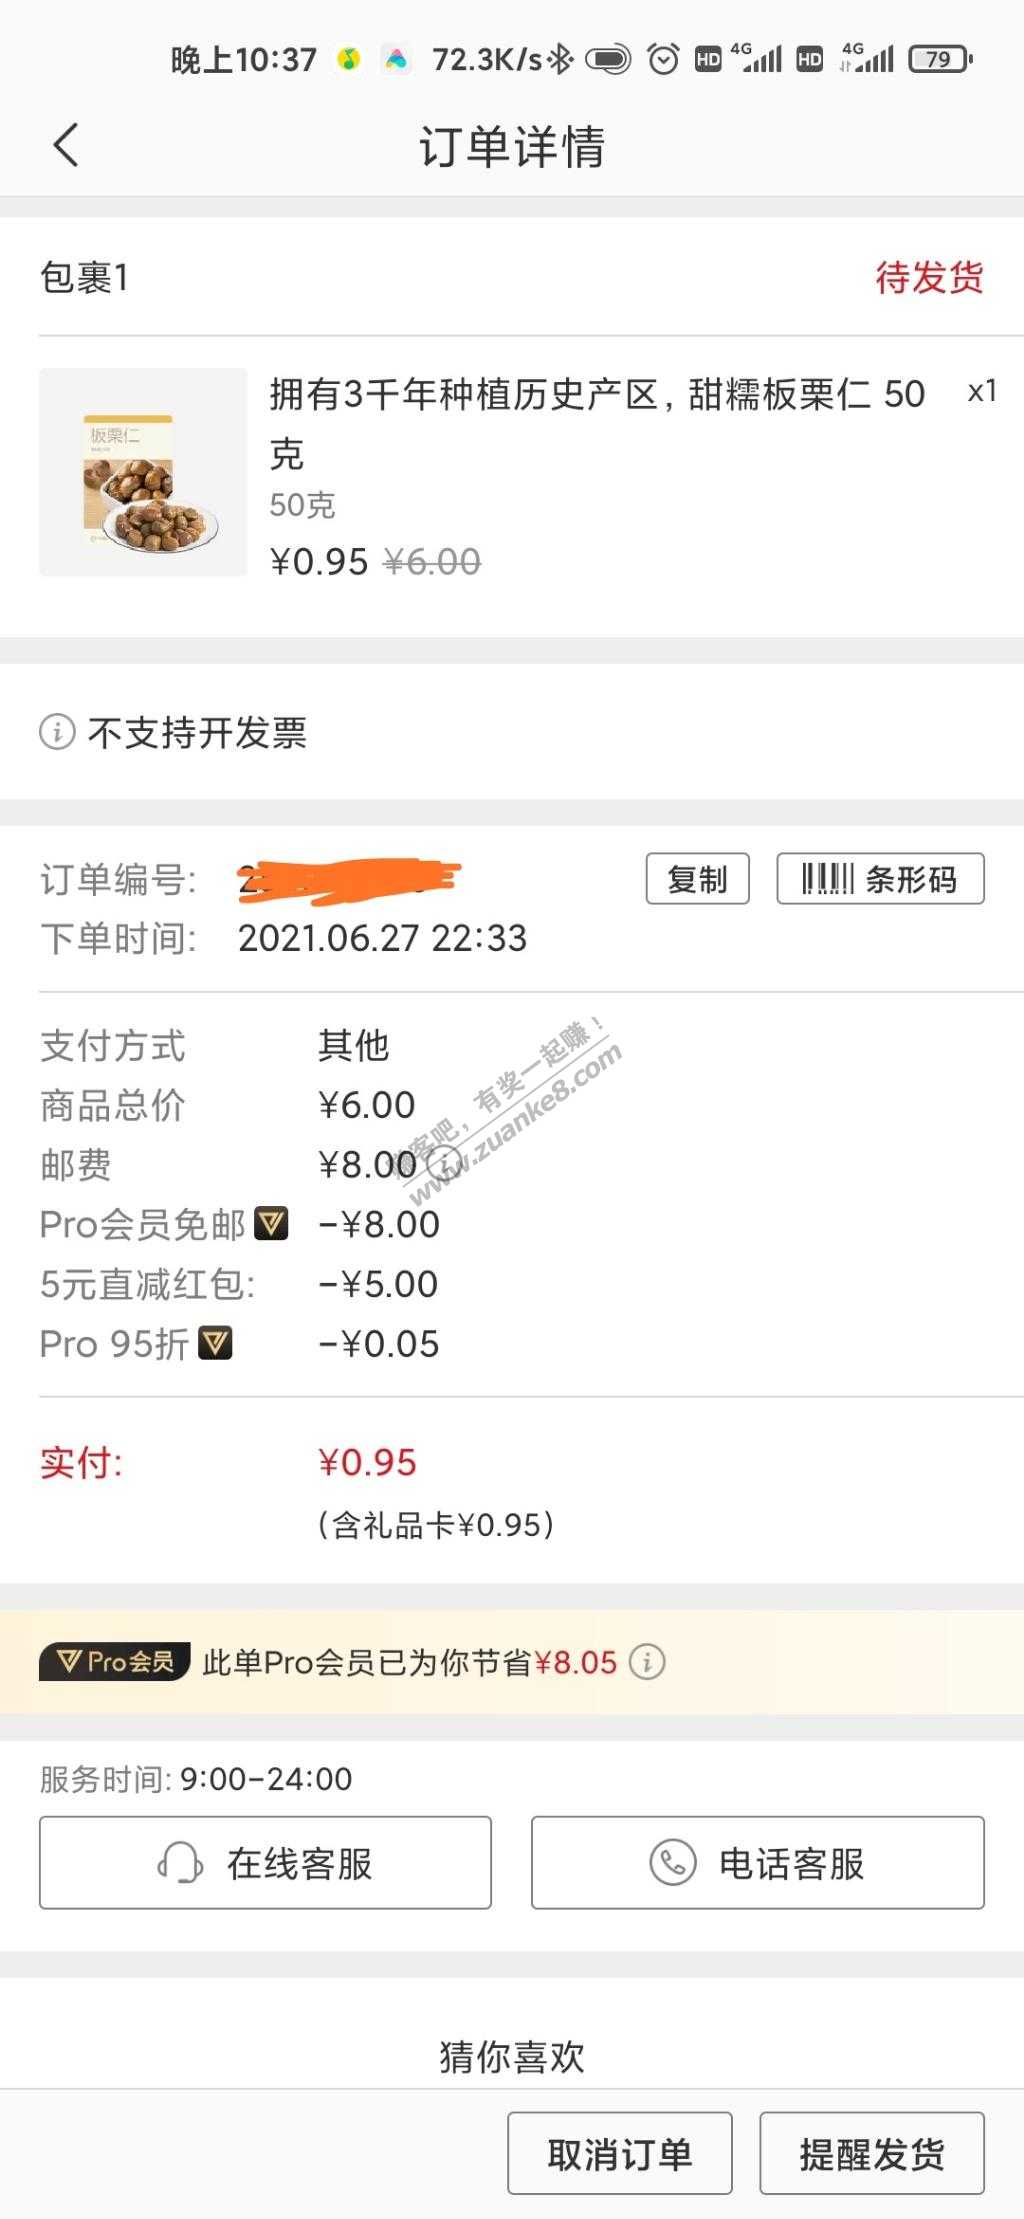 晚上10:37 72.3K/s HD 4G HD 4G 79
订单详情
包裹1 待发货
板栗仁
拥有3千年种植历史产区，甜糯板栗仁 50 x1
克
50克
¥0.95 ¥6.00
不支持开发票
订单编号: 复制 条形码
下单时间: 2021.06.27 22:33
支付方式 其他
商品总价 ¥6.00
邮费 ¥8.00
Pro会员免邮 -¥8.00
5元直减红包: -¥5.00
Pro 95折 -¥0.05
赚客吧，有奖一起赚！
www.zuanke8.com
实付: ¥0.95
(含礼品卡¥0.95)
Pro会员 此单Pro会员已为你节省¥8.05
服务时间: 9:00-24:00
在线客服 电话客服
猜你喜欢
取消订单 提醒发货